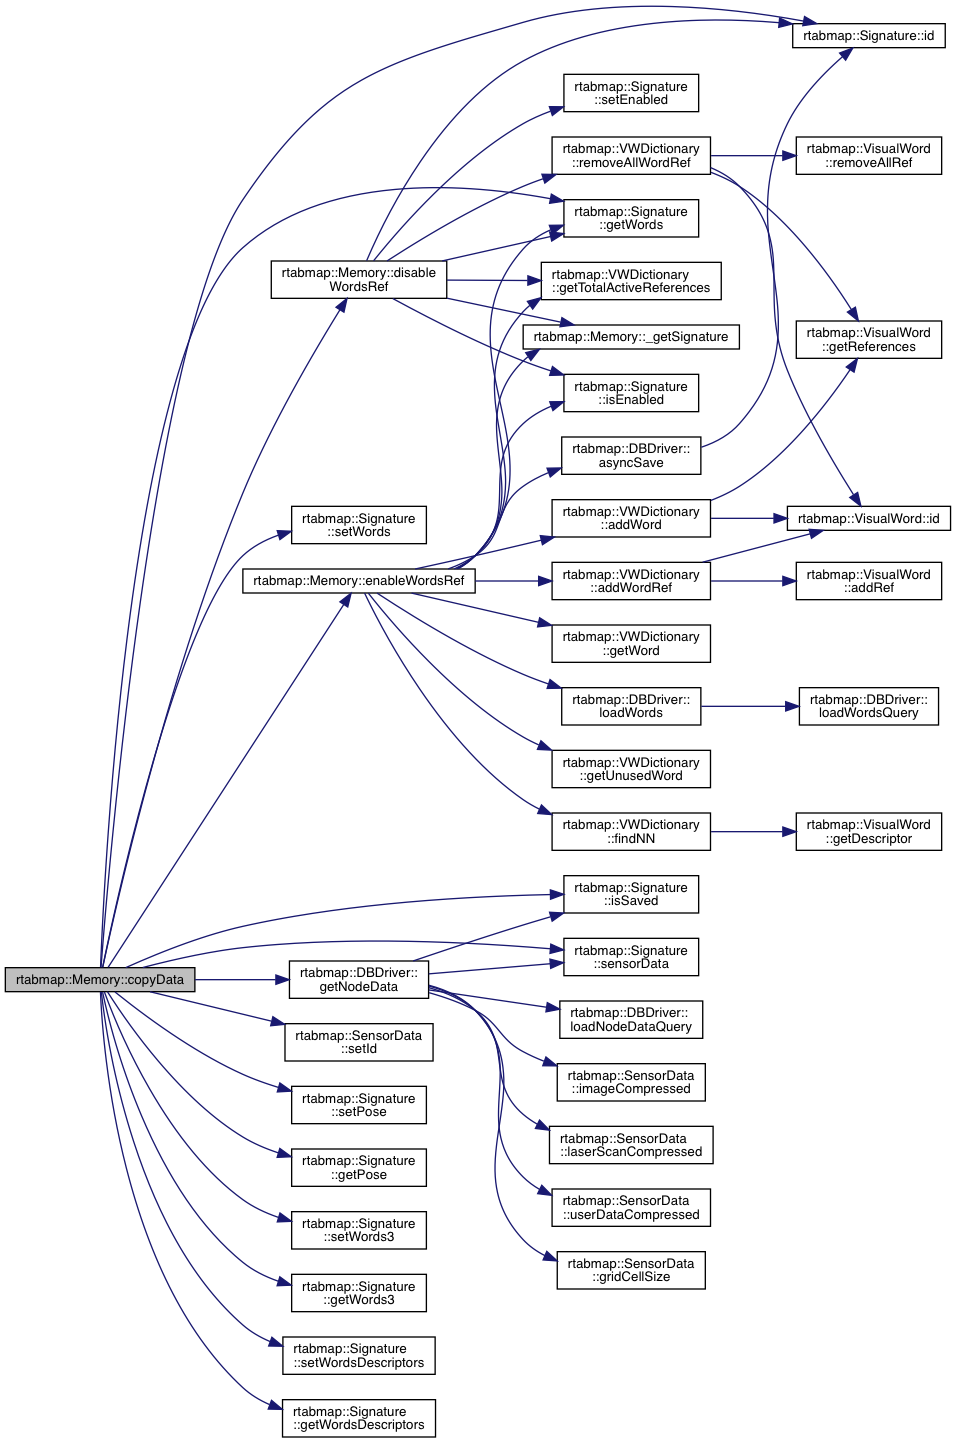 rtabmap::Signature::id
rtabmap::Signature
::setEnabled
rtabmap::VWDictionary
::removeAllWordRef
rtabmap::VisualWord
::removeAllRef
rtabmap::Signature
::getWords
rtabmap::Memory::disable
WordsRef
rtabmap::VWDictionary
::getTotalActiveReferences
rtabmap::Memory::_getSignature
rtabmap::VisualWord
::getReferences
rtabmap::Signature
::isEnabled
rtabmap::DBDriver::
asyncSave
rtabmap::Signature
::setWords
rtabmap::VWDictionary
::addWord
rtabmap::VisualWord::id
rtabmap::Memory::enableWordsRef
rtabmap::VWDictionary
::addWordRef
rtabmap::VisualWord
::addRef
rtabmap::VWDictionary
::getWord
rtabmap::DBDriver::
loadWords
rtabmap::DBDriver::
loadWordsQuery
rtabmap::VWDictionary
::getUnusedWord
rtabmap::VWDictionary
::findNN
rtabmap::VisualWord
::getDescriptor
rtabmap::Signature
::isSaved
rtabmap::Signature
::sensorData
rtabmap::Memory::copyData
rtabmap::DBDriver::
getNodeData
rtabmap::DBDriver::
loadNodeDataQuery
rtabmap::SensorData
::setId
rtabmap::SensorData
::imageCompressed
rtabmap::Signature
::setPose
rtabmap::SensorData
::laserScanCompressed
rtabmap::Signature
::getPose
rtabmap::SensorData
::userDataCompressed
rtabmap::Signature
::setWords3
rtabmap::SensorData
::gridCellSize
rtabmap::Signature
::getWords3
rtabmap::Signature
::setWordsDescriptors
rtabmap::Signature
::getWordsDescriptors